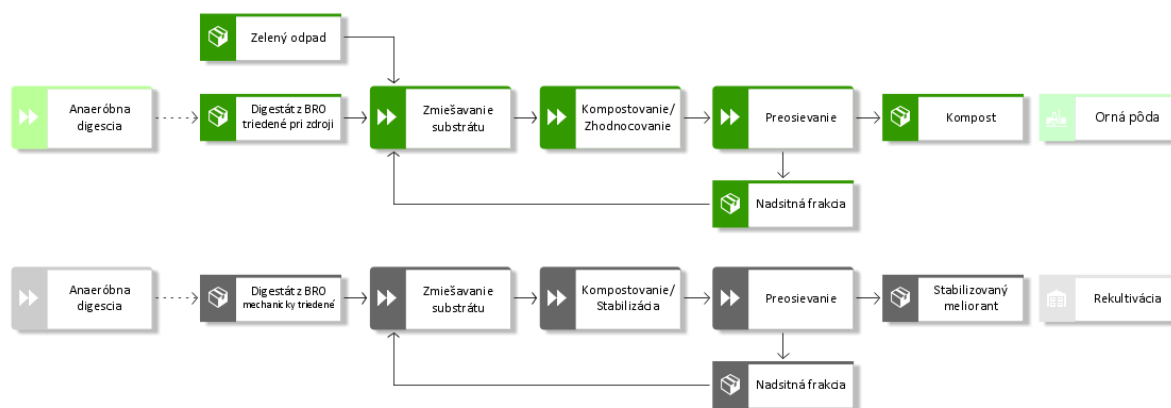 Zelený odpad
Anaeróbna
digescia
Digestát z BRO
triedené pri zdroji
Zmiešavanie
substrátu
Kompostovanie/
Zhodnocovanie
Preosievanie
Kompost
Orná pôda
Nadsitná frakcia
Anaeróbna
digescia
Digestát z BRO
mechanicky triedené
Zmiešavanie
substrátu
Kompostovanie/
Stabilizácia
Preosievanie
Stabilizovaný
meliorant
Rekultivácia
Nadsitná frakcia